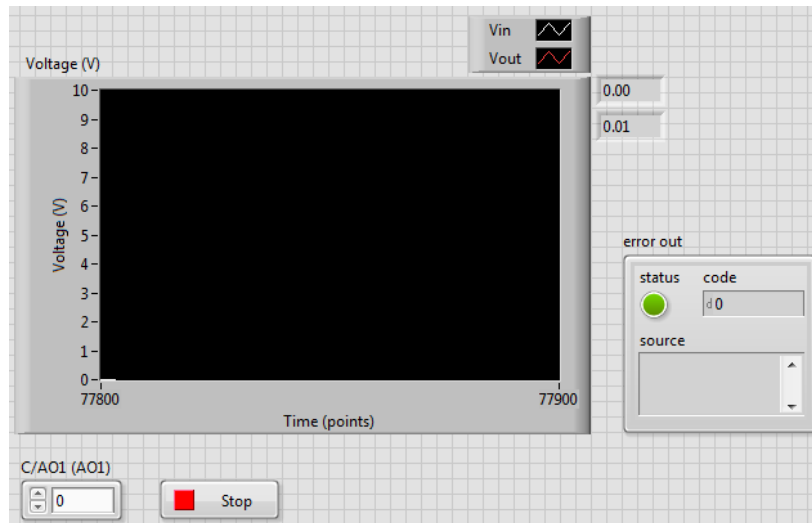 Vin
Vout
Voltage (V)
0.00
0.01
10
9
8
7
6
5
4
3
2
1
0
Voltage (V)
77800
77900
Time (points)
error out
status
code
d 0
source
C/AO1 (AO1)
0
Stop